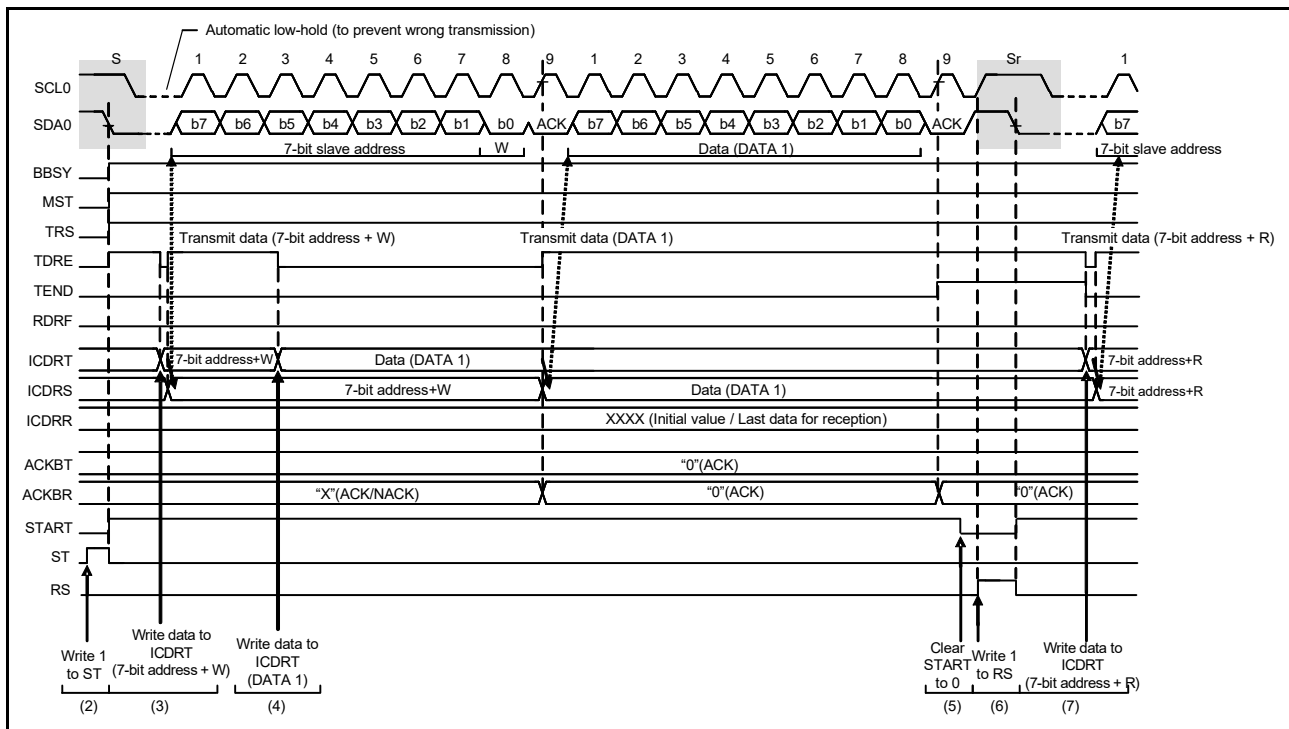 Automatic low-hold (to prevent wrong transmission)
S 1 2 3 4 5 6 7 8 9 1 2 3 4 5 6 7 8 9 Sr 1
SCL0
SDA0 b7 b6 b5 b4 b3 b2 b1 b0 ACK b7 b6 b5 b4 b3 b2 b1 b0 ACK b7
7-bit slave address W Data (DATA 1) 7-bit slave address
BBSY
MST
TRS
Transmit data (7-bit address + W) Transmit data (DATA 1) Transmit data (7-bit address + R)
TDRE
TEND
RDRF
ICDRT 7-bit address+W Data (DATA 1) 7-bit address+R
ICDRS 7-bit address+W Data (DATA 1) 7-bit address+R
ICDRR XXXX (Initial value / Last data for reception)
ACKBT “0”(ACK)
ACKBR “X”(ACK/NACK) “0”(ACK) “0”(ACK)
START
ST
RS
Write 1
to ST
Write data to
ICDRT
(7-bit address + W)
Write data to
ICDRT
(DATA 1)
Clear
START
to 0
Write 1
to RS
Write data to
ICDRT
(7-bit address + R)
(2) (3) (4) (5) (6) (7)